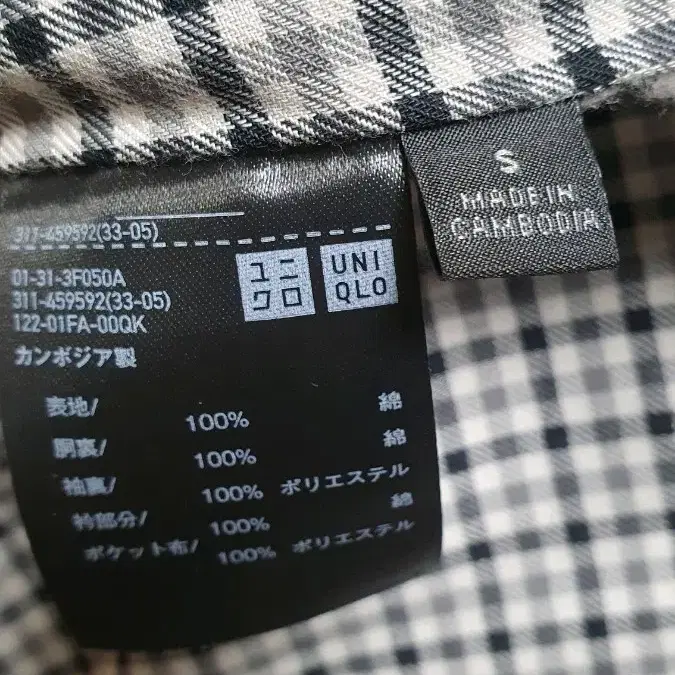 311-459592(33-05)
01-31-3F050A
311-459592(33-05)
122-01FA-00QK
カンボジア製
ユニ
クロ
UNI
QLO
表地/ 100% 綿
胴裏/ 100% 綿
袖裏/ 100% ポリエステル
衿部分/ 100% 綿
ポケット布/ 100% ポリエステル
S
MADE IN
CAMBODIA